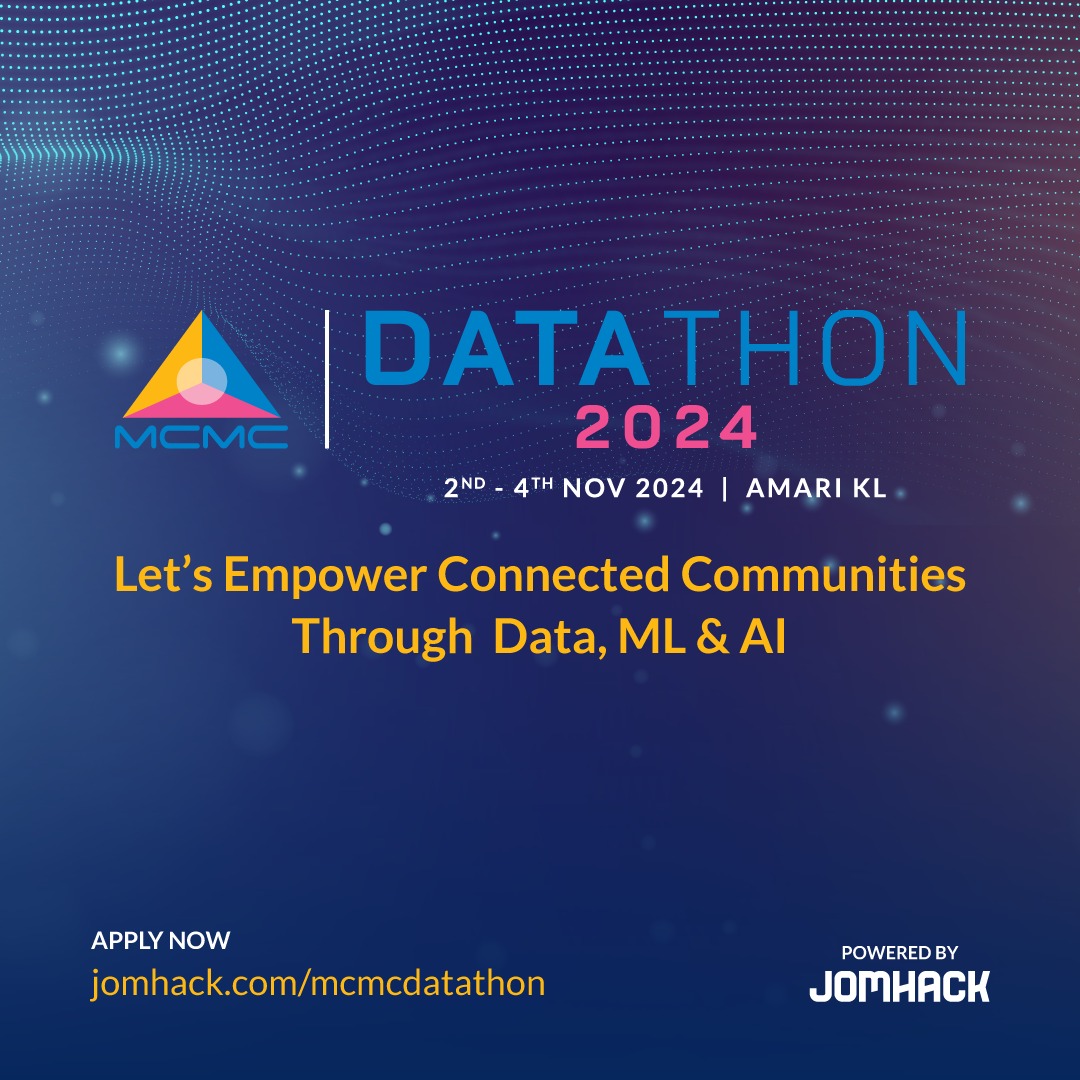 MCMC
DATATHON
2024
2ND - 4TH NOV 2024 | AMARI KL
Let’s Empower Connected Communities
Through Data, ML & AI
APPLY NOW
jomhack.com/mcmcdatathon
POWERED BY
JOMHACK